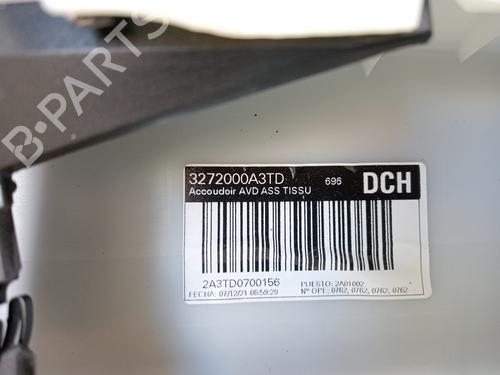 B-PARTS
3272000A3TD 696 DCH
Accoudoir AVD ASS TISSU
2A3TD0700156 PUESTO: 2A01002
FECHA: 07/12/21 06:59:29 Nº OPE: 0762, 0762, 0762, 0762